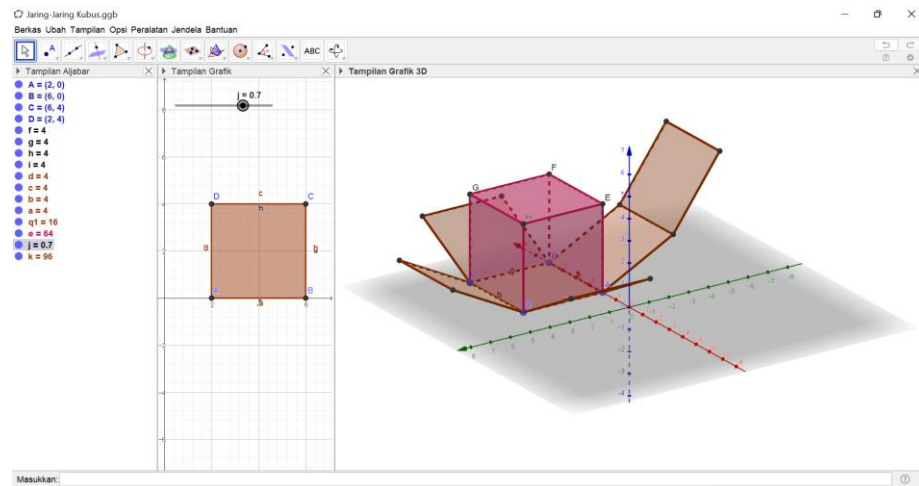 Jaring-Jaring Kubus.ggb
Berkas Ubah Tampilan Opsi Peralatan Jendela Bantuan
ABC
Tampilan Aljabar
Tampilan Grafik
Tampilan Grafik 3D
A = (2, 0)
B = (6, 0)
C = (6, 4)
D = (2, 4)
f = 4
g = 4
h = 4
i = 4
d = 4
c = 4
b = 4
a = 4
q1 = 16
e = 64
j = 0.7
k = 96
j = 0.7
D
c
C
h
A
B
G
F
H
E
Masukkan: